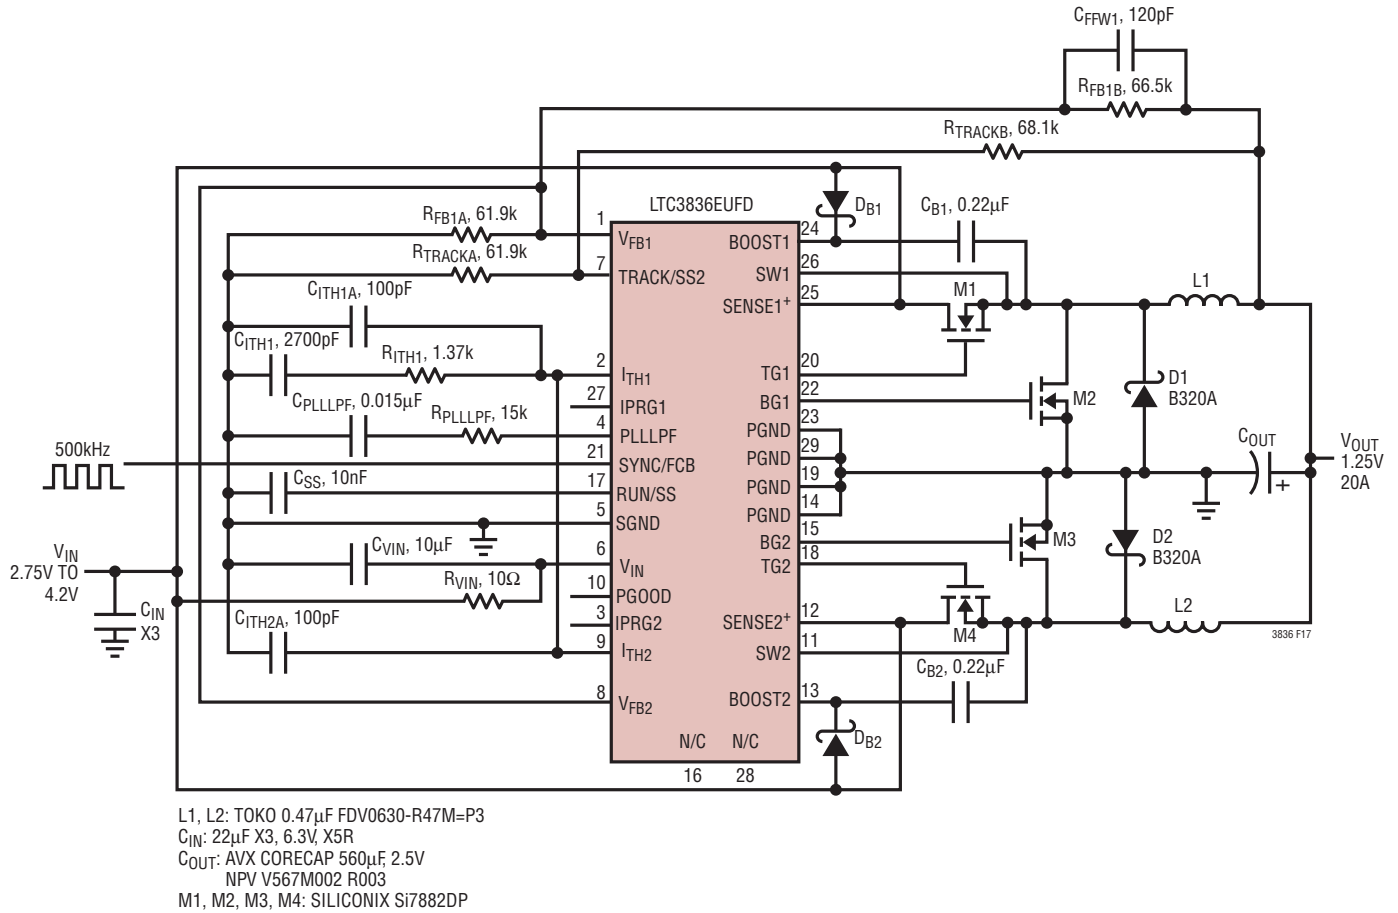 CFFW1, 120pF
RFB1B, 66.5k
RTRACKB, 68.1k
LTC3836EUFD
DB1
CB1, 0.22µF
RFB1A, 61.9k
1
VFB1
RTRACKA, 61.9k
7
TRACK/SS2
CITH1A, 100pF
CITH1, 2700pF
RITH1, 1.37k
2
ITH1
27
IPRG1
CPLLLPF, 0.015µF
RPLLLPF, 15k
4
PLLLPF
500kHz
21
SYNC/FCB
CSS, 10nF
17
RUN/SS
5
SGND
CVIN, 10µF
6
VIN
VIN
2.75V TO
4.2V
RVIN, 10Ω
10
PGOOD
CIN
X3
3
IPRG2
CITH2A, 100pF
9
ITH2
8
VFB2
BOOST1
24
SW1
26
SENSE1+
25
M1
L1
TG1
20
BG1
22
M2
D1
B320A
PGND
23
PGND
29
PGND
19
PGND
14
COUT
+
VOUT
1.25V
20A
BG2
15
M3
D2
B320A
TG2
18
SENSE2+
12
M4
L2
SW2
11
3836 F17
CB2, 0.22µF
BOOST2
13
DB2
N/C
N/C
16
28
L1, L2: TOKO 0.47µF FDV0630-R47M=P3
CIN: 22µF X3, 6.3V, X5R
COUT: AVX CORECAP 560µF, 2.5V
NPV V567M002 R003
M1, M2, M3, M4: SILICONIX Si7882DP